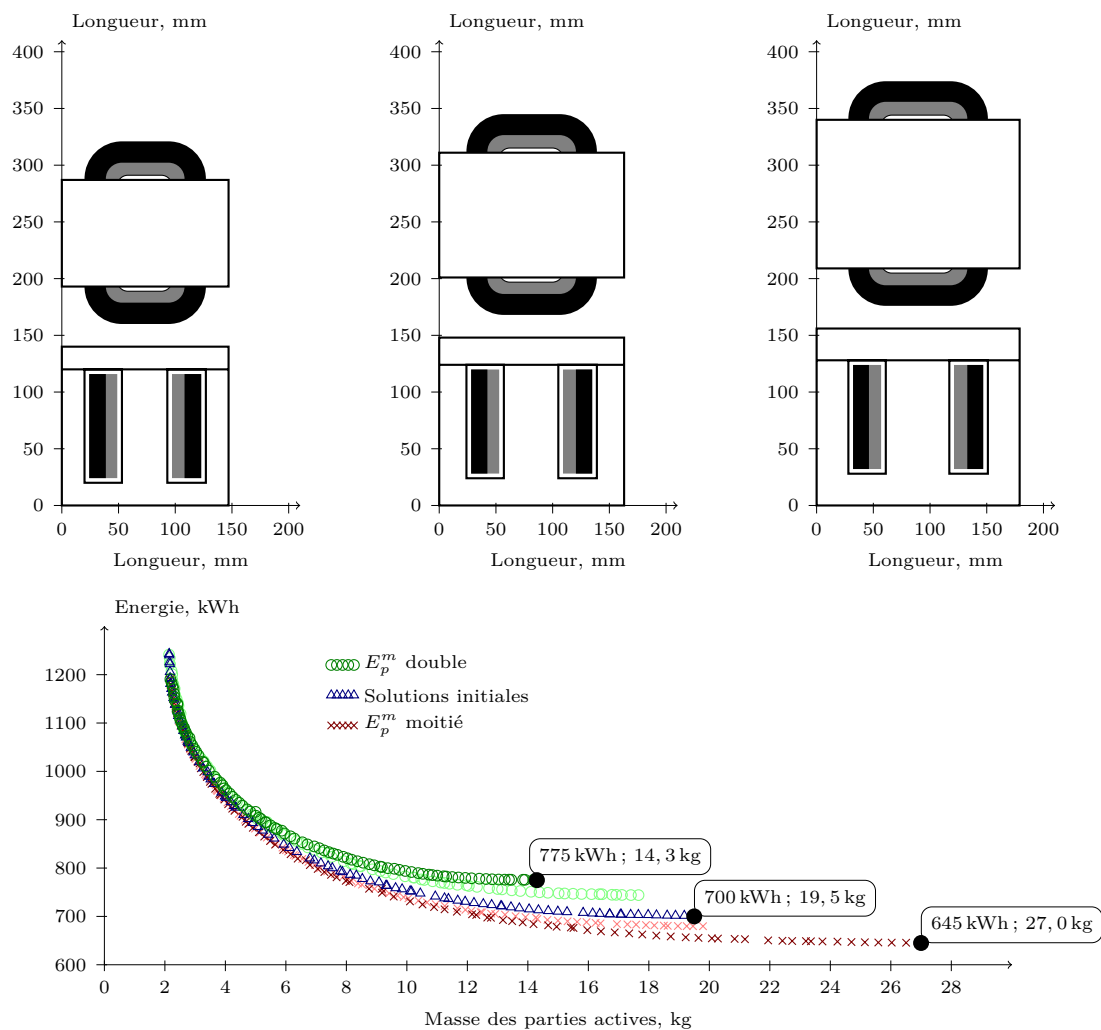 Longueur, mm
Longueur, mm
Longueur, mm
400
350
300
250
200
150
100
50
0
0 50 100 150 200
Longueur, mm
400
350
300
250
200
150
100
50
0
0 50 100 150 200
Longueur, mm
400
350
300
250
200
150
100
50
0
0 50 100 150 200
Longueur, mm
Energie, kWh
1200
1100
1000
900
800
700
600
E_p^m double
Solutions initiales
E_p^m moitié
775 kWh ; 14, 3 kg
700 kWh ; 19, 5 kg
645 kWh ; 27, 0 kg
0 2 4 6 8 10 12 14 16 18 20 22 24 26 28
Masse des parties actives, kg